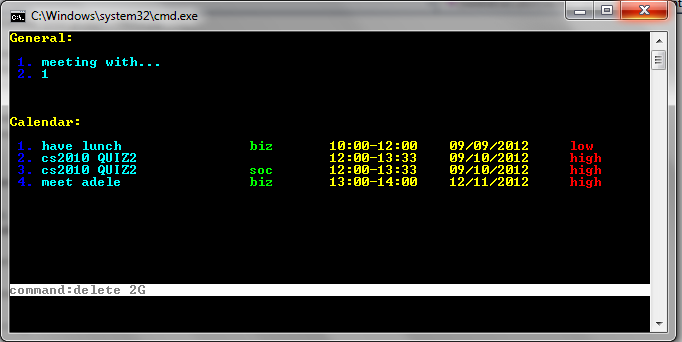 C:\Windows\system32\cmd.exe
General:
1. meeting with...
2. 1
Calendar:
1. have lunch biz 10:00-12:00 09/09/2012 low
2. cs2010 QUIZ2 12:00-13:33 09/10/2012 high
3. cs2010 QUIZ2 soc 12:00-13:33 09/10/2012 high
4. meet adele biz 13:00-14:00 12/11/2012 high
command:delete 2G